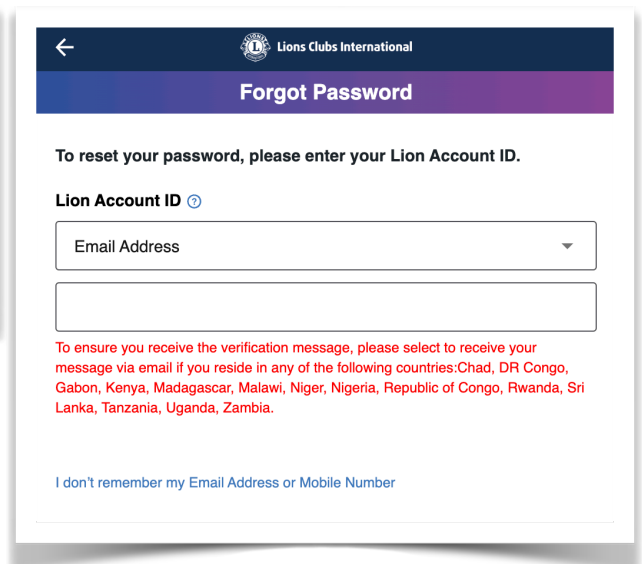 Lions Clubs International
Forgot Password
To reset your password, please enter your Lion Account ID.
Lion Account ID ?
Email Address
To ensure you receive the verification message, please select to receive your
message via email if you reside in any of the following countries:Chad, DR Congo,
Gabon, Kenya, Madagascar, Malawi, Niger, Nigeria, Republic of Congo, Rwanda, Sri
Lanka, Tanzania, Uganda, Zambia.
I don't remember my Email Address or Mobile Number